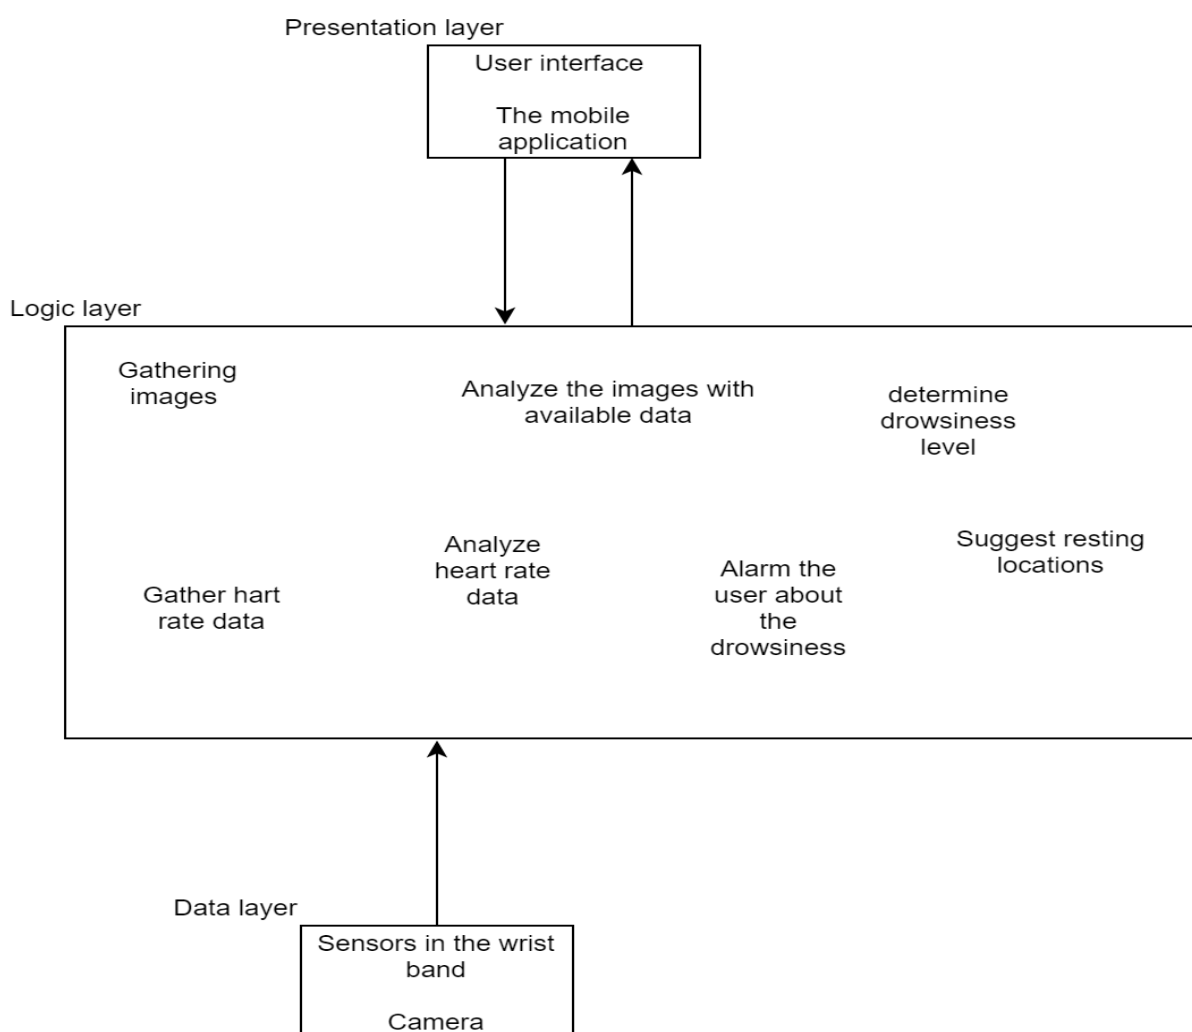 Presentation layer
User interface
The mobile
application
Logic layer
Gathering
images
Analyze the images with
available data
determine
drowsiness
level
Gather hart
rate data
Analyze
heart rate
data
Alarm the
user about
the
drowsiness
Suggest resting
locations
Data layer
Sensors in the wrist
band
Camera